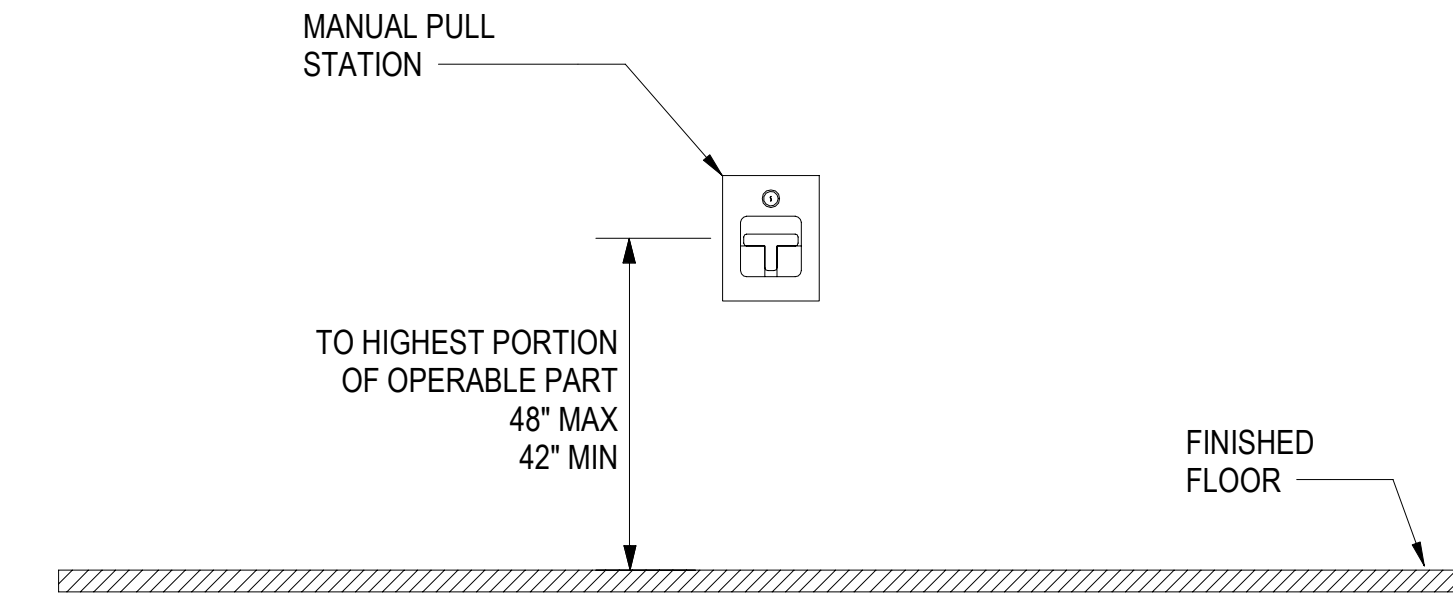 MANUAL PULL
STATION
TO HIGHEST PORTION
OF OPERABLE PART
48" MAX
42" MIN
FINISHED
FLOOR